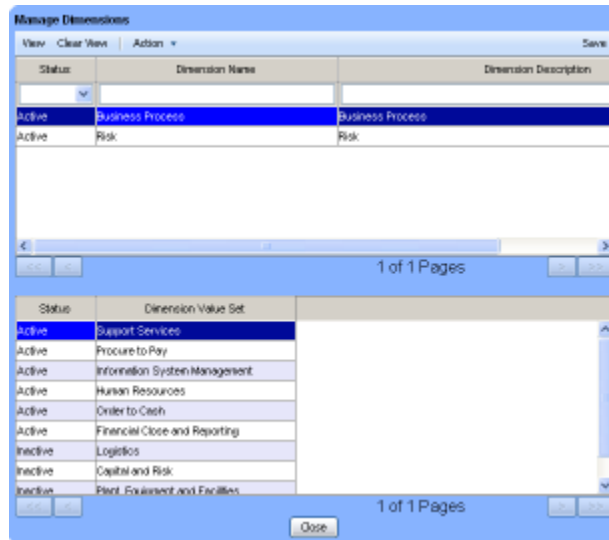 Manage Dimensions
View Clear View Action Save
Status Dimension Name Dimension Description
Active Business Process Business Process
Active Risk Risk
<< < 1 of 1 Pages > >>
Status Dimension Value Set
Active Support Services
Active Procure to Pay
Active Information System Management
Active Human Resources
Active Order to Cash
Active Financial Close and Reporting
Inactive Logistics
Inactive Capital and Risk
Inactive Plant, Equipment and Facilities
<< < 1 of 1 Pages > >>
Close